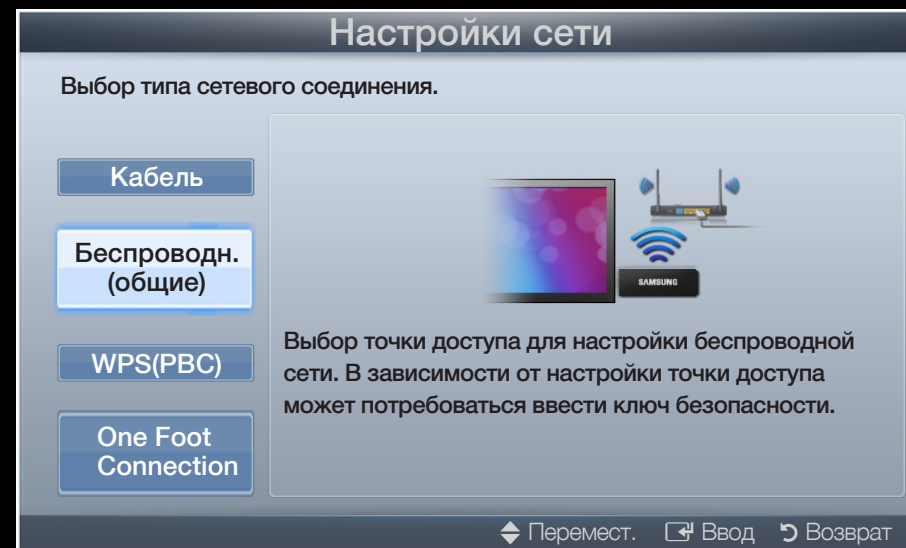 Настройки сети
Выбор типа сетевого соединения.
Кабель
Беспроводн.
(общие)
WPS(PBC)
One Foot
Connection
SAMSUNG
Выбор точки доступа для настройки беспроводной
сети. В зависимости от настройки точки доступа
может потребоваться ввести ключ безопасности.
Перемест. Ввод Возврат